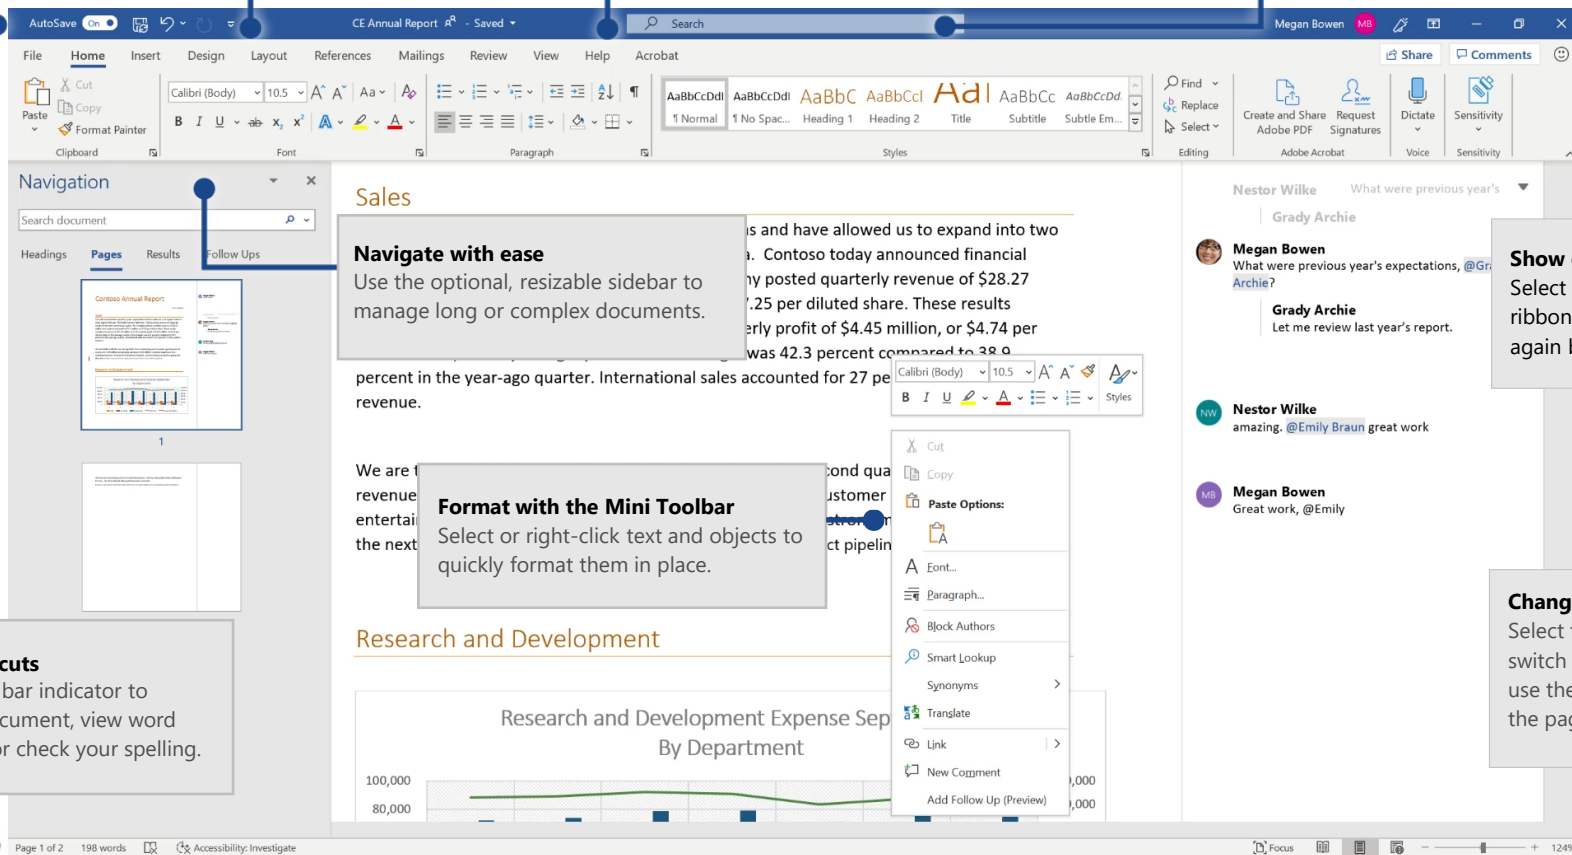 AutoSave On CE Annual Report - Saved Search Megan Bowen MB
File Home Insert Design Layout References Mailings Review View Help Acrobat Share Comments
Paste
Cut
Copy
Format Painter
Clipboard
Calibri (Body) 10.5 A A Aa A
B I U ab x₂ x² A A
Font
Paragraph
AaBbCcDdI AaBbCcDdI AaBbC AaBbCcI AaI AaBbCc AaBbCcDd
¶ Normal ¶ No Spac... Heading 1 Heading 2 Title Subtitle Subtle Em...
Styles
Find
Replace
Select
Editing
Create and Share Adobe PDF
Request Signatures
Adobe Acrobat
Dictate
Voice
Sensitivity
Sensitivity
Navigation
Search document
Headings Pages Results Follow Ups
Contoso Annual Report
1
cuts
bar indicator to
cument, view word
or check your spelling.
Sales
Navigate with ease
Use the optional, resizable sidebar to
manage long or complex documents.
s and have allowed us to expand into two
. Contoso today announced financial
y posted quarterly revenue of $28.27
.25 per diluted share. These results
erly profit of $4.45 million, or $4.74 per
was 42.3 percent compared to 38.9
percent in the year-ago quarter. International sales accounted for 27 pe
revenue.
Calibri (Body) 10.5 A A
B I U A Styles
We are
ond qua
revenue
ustomer
entertai
the next
ct pipelin
Format with the Mini Toolbar
Select or right-click text and objects to
quickly format them in place.
Cut
Copy
Paste Options:
Font...
Paragraph...
Block Authors
Smart Lookup
Synonyms
Translate
Link
New Comment
Add Follow Up (Preview)
Research and Development
Research and Development Expense Sep
By Department
100,000
80,000
,000
,000
Nestor Wilke What were previous year's
Grady Archie
Megan Bowen
What were previous year's expectations, @Gr
Archie?
Grady Archie
Let me review last year's report.
NW
Nestor Wilke
amazing. @Emily Braun great work
MB
Megan Bowen
Great work, @Emily
Show
Select
ribbon
again b
Chang
Select
switch
use the
the pag
Page 1 of 2 198 words Accessibility: Investigate Focus 124%